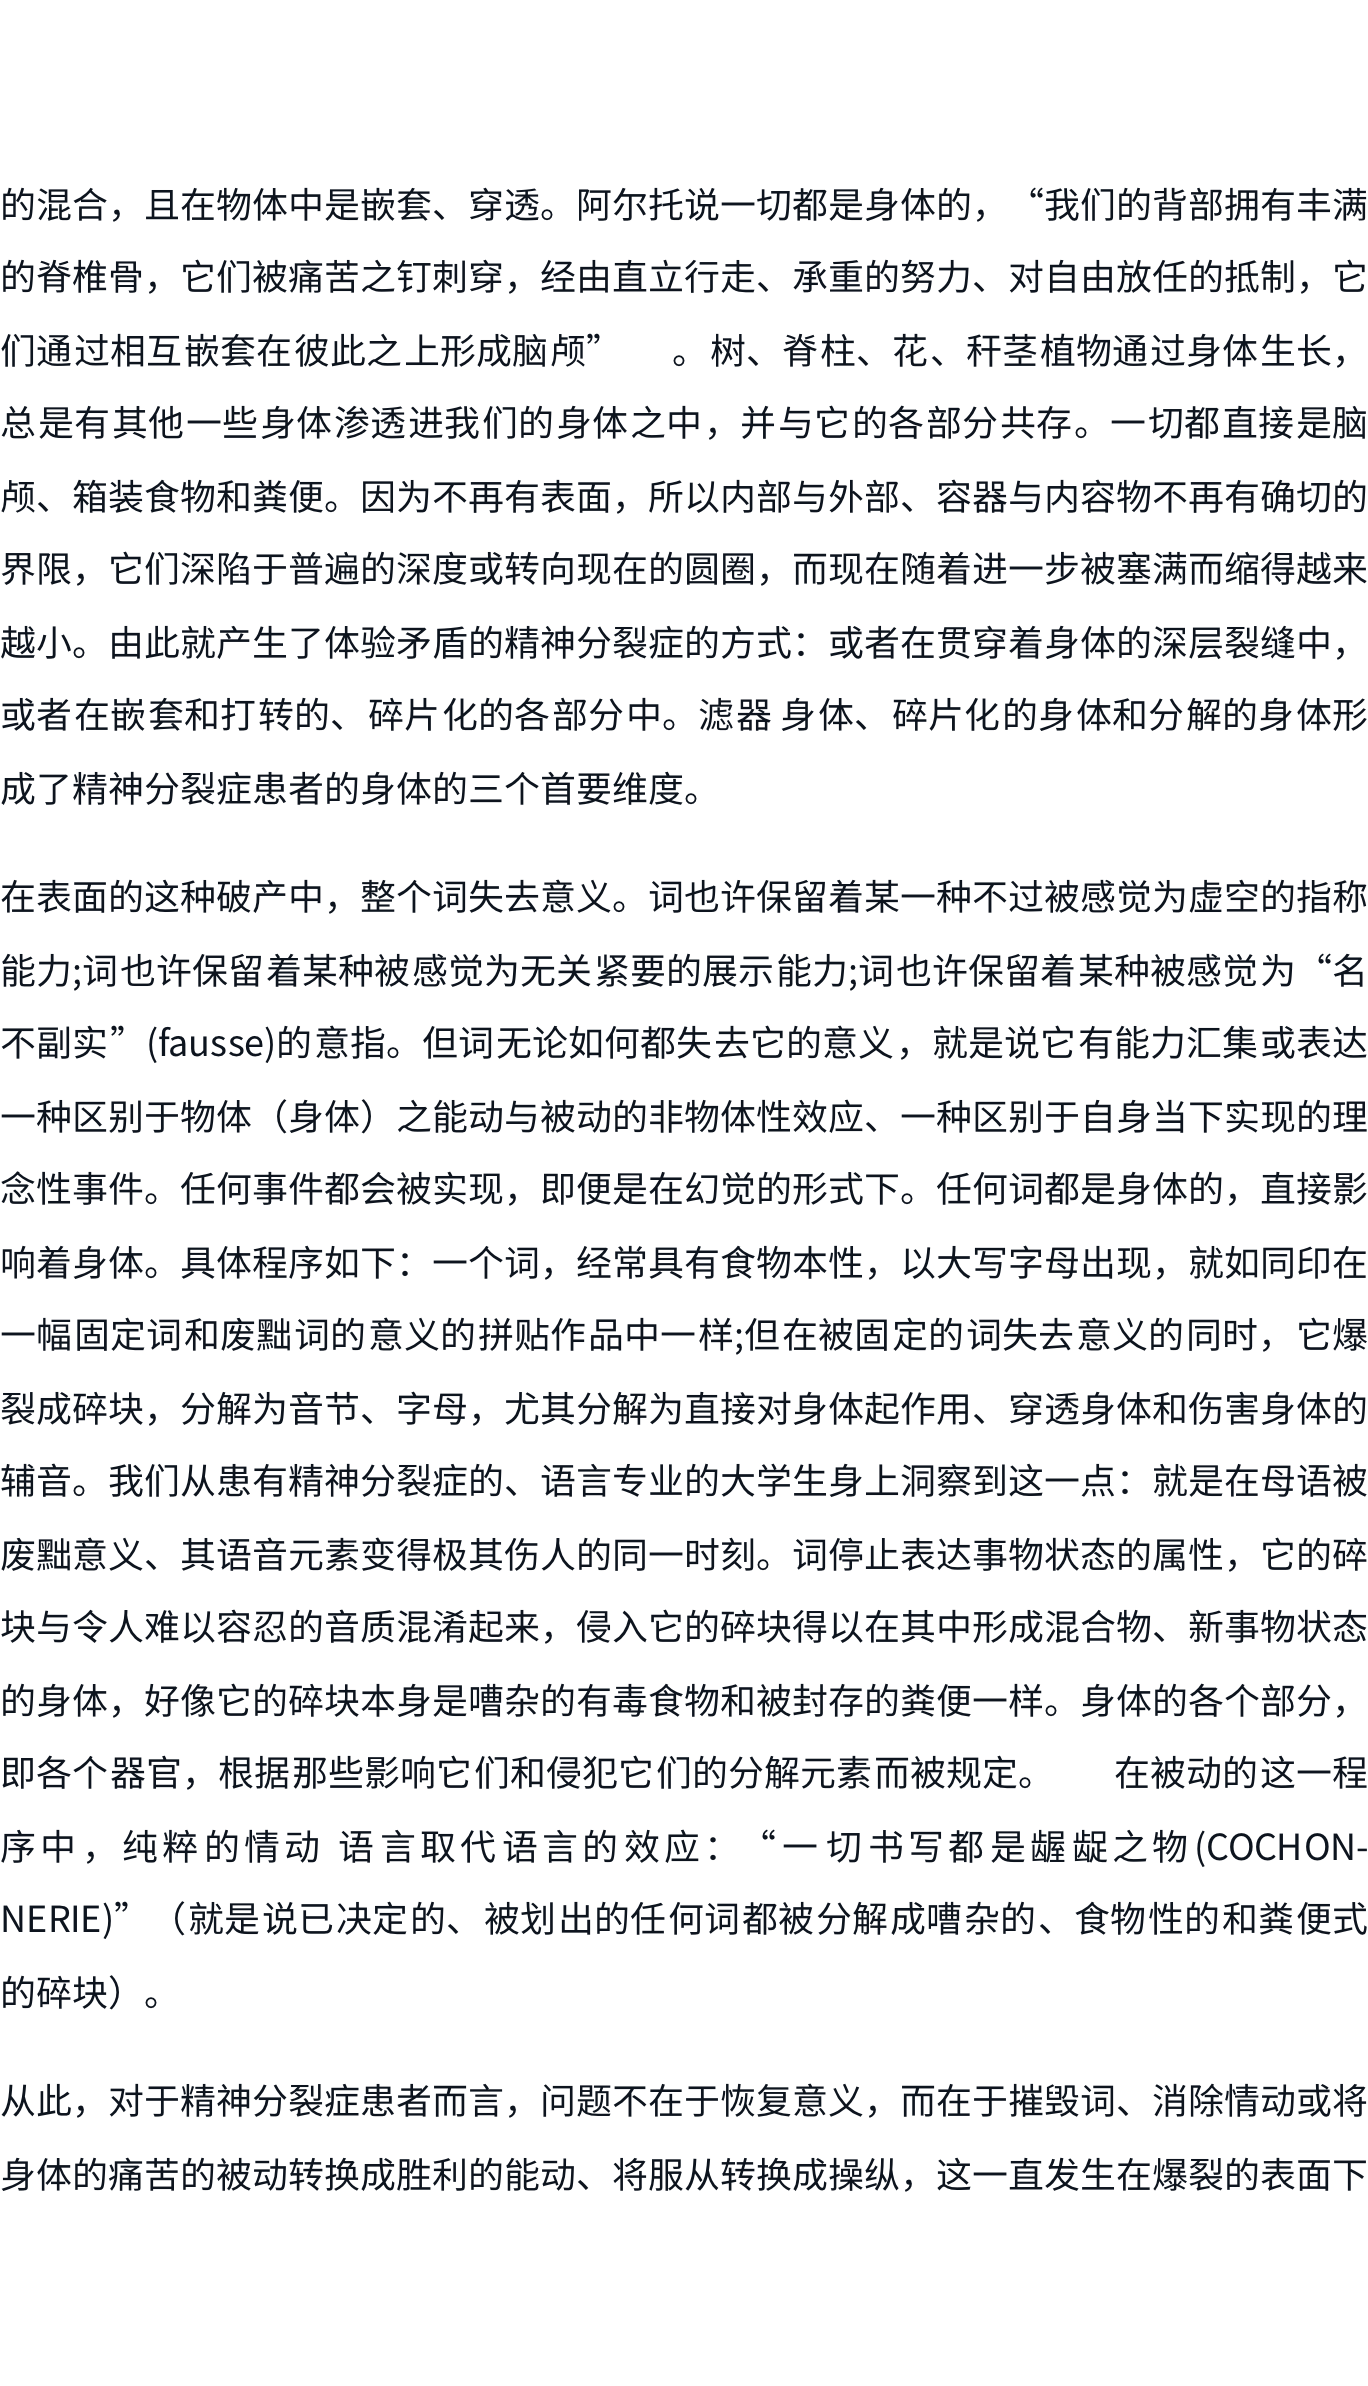 的混合，且在物体中是嵌套、穿透。阿尔托说一切都是身体的，“我们的背部拥有丰满
的脊椎骨，它们被痛苦之钉刺穿，经由直立行走、承重的努力、对自由放任的抵制，它
们通过相互嵌套在彼此之上形成脑颅”　。树、脊柱、花、秆茎植物通过身体生长，
总是有其他一些身体渗透进我们的身体之中，并与它的各部分共存。一切都直接是脑
颅、箱装食物和粪便。因为不再有表面，所以内部与外部、容器与内容物不再有确切的
界限，它们深陷于普遍的深度或转向现在的圆圈，而现在随着进一步被塞满而缩得越来
越小。由此就产生了体验矛盾的精神分裂症的方式：或者在贯穿着身体的深层裂缝中，
或者在嵌套和打转的、碎片化的各部分中。滤器 身体、碎片化的身体和分解的身体形
成了精神分裂症患者的身体的三个首要维度。
在表面的这种破产中，整个词失去意义。词也许保留着某一种不过被感觉为虚空的指称
能力;词也许保留着某种被感觉为无关紧要的展示能力;词也许保留着某种被感觉为“名
不副实”(fausse)的意指。但词无论如何都失去它的意义，就是说它有能力汇集或表达
一种区别于物体（身体）之能动与被动的非物体性效应、一种区别于自身当下实现的理
念性事件。任何事件都会被实现，即便是在幻觉的形式下。任何词都是身体的，直接影
响着身体。具体程序如下：一个词，经常具有食物本性，以大写字母出现，就如同印在
一幅固定词和废黜词的意义的拼贴作品中一样;但在被固定的词失去意义的同时，它爆
裂成碎块，分解为音节、字母，尤其分解为直接对身体起作用、穿透身体和伤害身体的
辅音。我们从患有精神分裂症的、语言专业的大学生身上洞察到这一点：就是在母语被
废黜意义、其语音元素变得极其伤人的同一时刻。词停止表达事物状态的属性，它的碎
块与令人难以容忍的音质混淆起来，侵入它的碎块得以在其中形成混合物、新事物状态
的身体，好像它的碎块本身是嘈杂的有毒食物和被封存的粪便一样。身体的各个部分，
即各个器官，根据那些影响它们和侵犯它们的分解元素而被规定。　　在被动的这一程
序中，纯粹的情动 语言取代语言的效应：“一切书写都是龌龊之物(COCHON-
NERIE)”（就是说已决定的、被划出的任何词都被分解成嘈杂的、食物性的和粪便式
的碎块）。
从此，对于精神分裂症患者而言，问题不在于恢复意义，而在于摧毁词、消除情动或将
身体的痛苦的被动转换成胜利的能动、将服从转换成操纵，这一直发生在爆裂的表面下